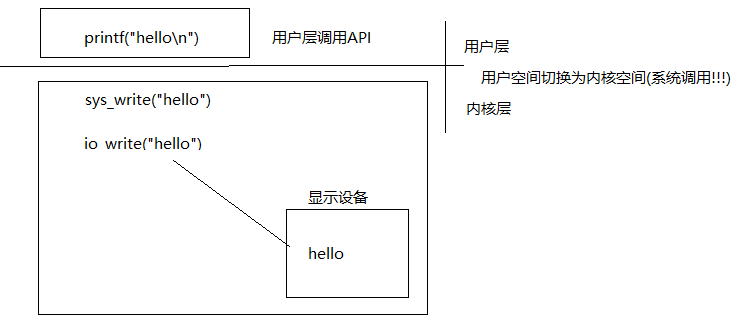 printf("hello\n")
用户层调用API
用户层
用户空间切换为内核空间(系统调用!!!)
内核层
sys_write("hello")
io_write("hello")
显示设备
hello